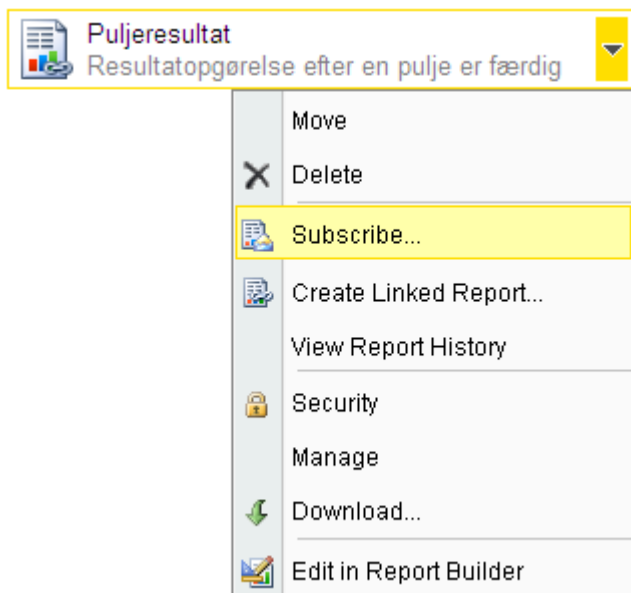 Puljeresultat
Resultatopgørelse efter en pulje er færdig
Move
Delete
Subscribe...
Create Linked Report...
View Report History
Security
Manage
Download...
Edit in Report Builder